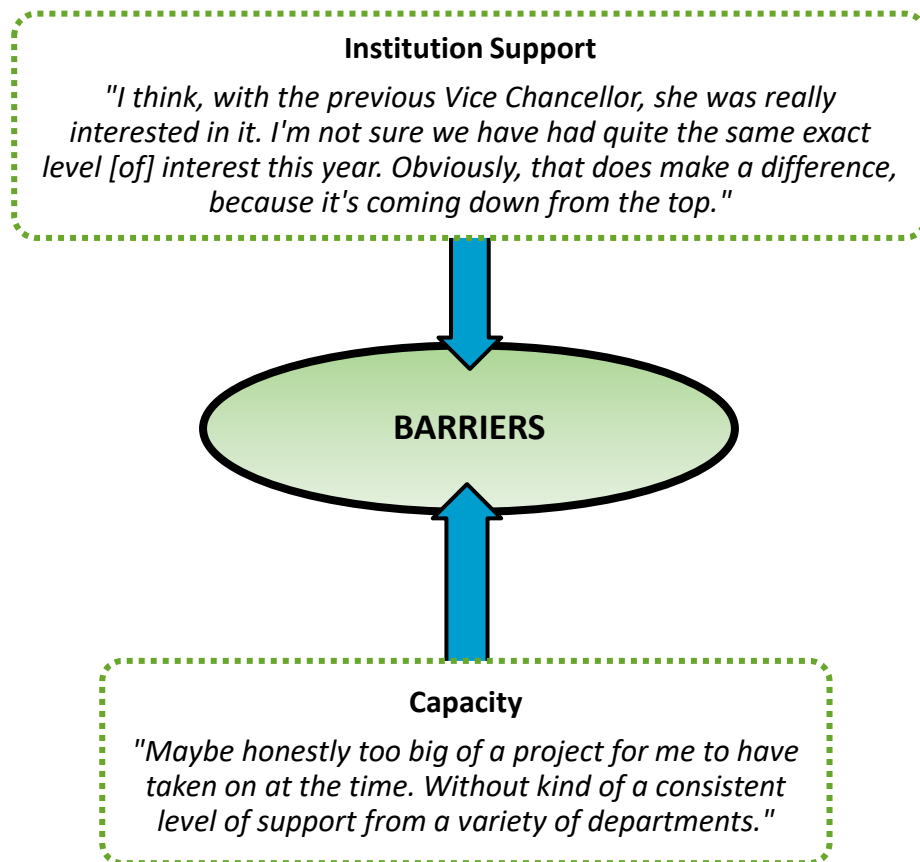 Institution Support
"I think, with the previous Vice Chancellor, she was really
interested in it. I'm not sure we have had quite the same exact
level [of] interest this year. Obviously, that does make a difference,
because it's coming down from the top."
BARRIERS
Capacity
"Maybe honestly too big of a project for me to have
taken on at the time. Without kind of a consistent
level of support from a variety of departments."